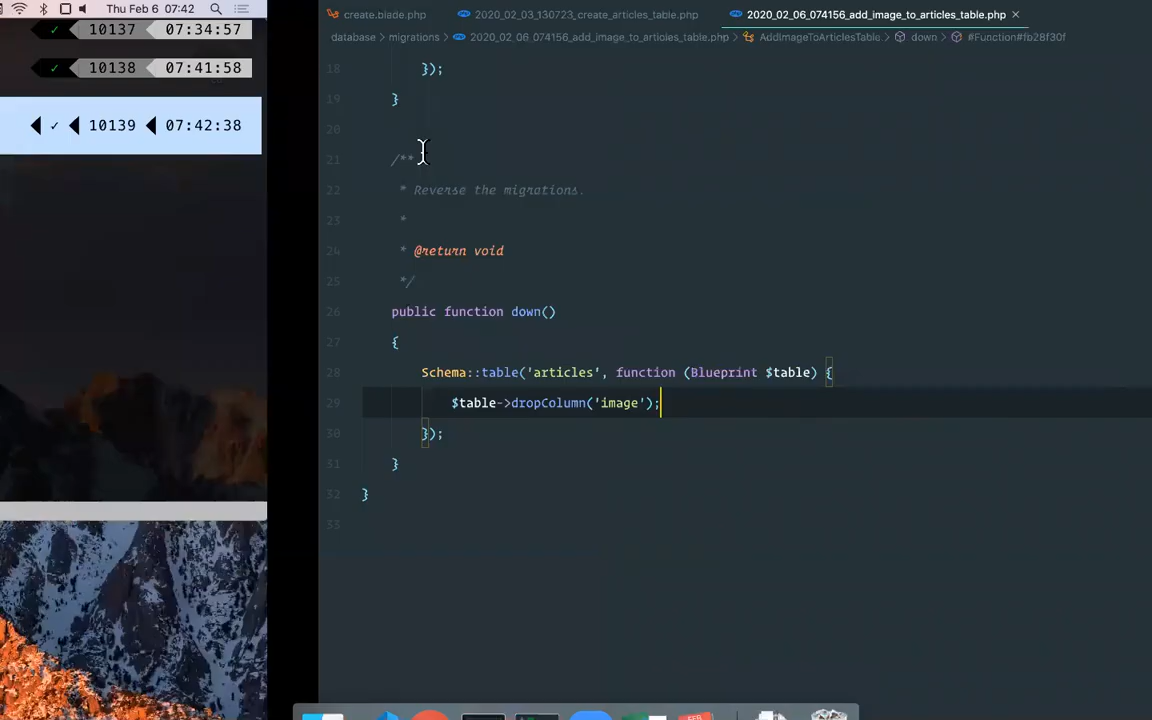 Thu Feb 6 07:42
✓ 10137 07:34:57
✓ 10138 07:41:58
✓ 10139 07:42:38
create.blade.php 2020_02_03_130723_create_articles_table.php 2020_02_06_074156_add_image_to_articles_table.php ×
database > migrations > 2020_02_06_074156_add_image_to_articles_table.php > AddImageToArticlesTable > down > #Function#fb28f30f
18 });
19 }
20
21 /**
22 * Reverse the migrations.
23 *
24 * @return void
25 */
26 public function down()
27 {
28 Schema::table('articles', function (Blueprint $table) {
29 $table->dropColumn('image');
30 });
31 }
32 }
33
FEB